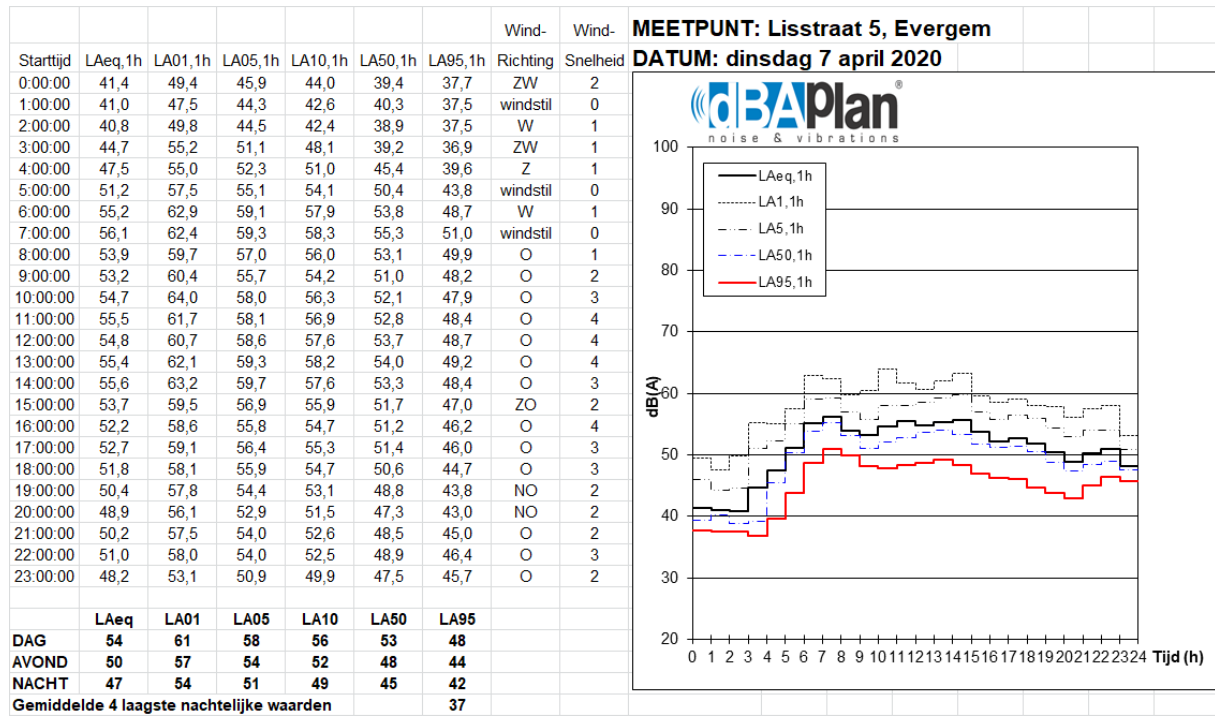 Wind- Wind- MEETPUNT: Lisstraat 5, Evergem
Starttijd LAeq,1h LA01,1h LA05,1h LA10,1h LA50,1h LA95,1h Richting Snelheid DATUM: dinsdag 7 april 2020
0:00:00 41,4 49,4 45,9 44,0 39,4 37,7 ZW 2
1:00:00 41,0 47,5 44,3 42,6 40,3 37,5 windstil 0
2:00:00 40,8 49,8 44,5 42,4 38,9 37,5 W 1
3:00:00 44,7 55,2 51,1 48,1 39,2 36,9 ZW 1
4:00:00 47,5 55,0 52,3 51,0 45,4 39,6 Z 1
5:00:00 51,2 57,5 55,1 54,1 50,4 43,8 windstil 0
6:00:00 55,2 62,9 59,1 57,9 53,8 48,7 W 1
7:00:00 56,1 62,4 59,3 58,3 55,3 51,0 windstil 0
8:00:00 53,9 59,7 57,0 56,0 53,1 49,9 O 1
9:00:00 53,2 60,4 55,7 54,2 51,0 48,2 O 2
10:00:00 54,7 64,0 58,0 56,3 52,1 47,9 O 3
11:00:00 55,5 61,7 58,1 56,9 52,8 48,4 O 4
12:00:00 54,8 60,7 58,6 57,6 53,7 48,7 O 4
13:00:00 55,4 62,1 59,3 58,2 54,0 49,2 O 4
14:00:00 55,6 63,2 59,7 57,6 53,3 48,4 O 3
15:00:00 53,7 59,5 56,9 55,9 51,7 47,0 ZO 2
16:00:00 52,2 58,6 55,8 54,7 51,2 46,2 O 4
17:00:00 52,7 59,1 56,4 55,3 51,4 46,0 O 3
18:00:00 51,8 58,1 55,9 54,7 50,6 44,7 O 3
19:00:00 50,4 57,8 54,4 53,1 48,8 43,8 NO 2
20:00:00 48,9 56,1 52,9 51,5 47,3 43,0 NO 2
21:00:00 50,2 57,5 54,0 52,6 48,5 45,0 O 2
22:00:00 51,0 58,0 54,0 52,5 48,9 46,4 O 3
23:00:00 48,2 53,1 50,9 49,9 47,5 45,7 O 2
LAeq LA01 LA05 LA10 LA50 LA95
DAG 54 61 58 56 53 48
AVOND 50 57 54 52 48 44
NACHT 47 54 51 49 45 42
Gemiddelde 4 laagste nachtelijke waarden 37
dBAPlan®
noise & vibrations
100
90
80
70
60
50
40
30
20
dB(A)
LAeq,1h
LA1,1h
LA5,1h
LA50,1h
LA95,1h
0 1 2 3 4 5 6 7 8 9 10 11 12 13 14 15 16 17 18 19 20 21 22 23 24 Tijd (h)